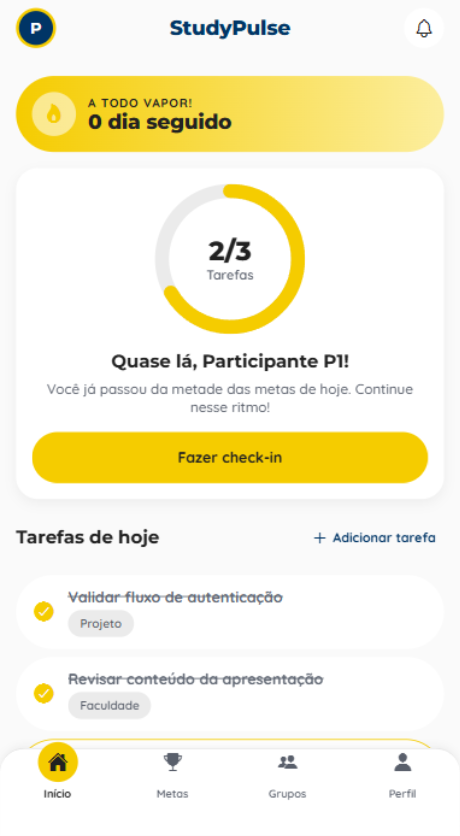 P
StudyPulse
A TODO VAPOR!
0 dia seguido
2/3
Tarefas
Quase lá, Participante P1!
Você já passou da metade das metas de hoje. Continue
nesse ritmo!
Fazer check-in
Tarefas de hoje
+ Adicionar tarefa
Validar fluxo de autenticação
Projeto
Revisar conteúdo da apresentação
Faculdade
Início
Metas
Grupos
Perfil